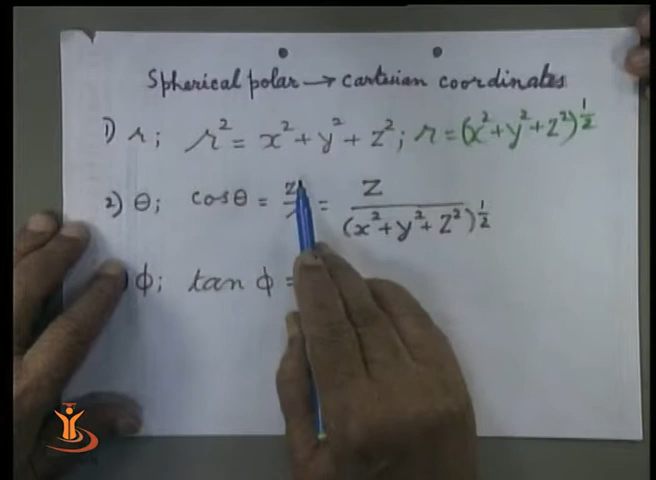 Spherical polar → cartesian coordinates
1) r; r² = x² + y² + z²; r = (x² + y² + z²)^½
2) θ; cosθ = z/r = z/(x² + y² + z²)^½
) φ; tan φ =